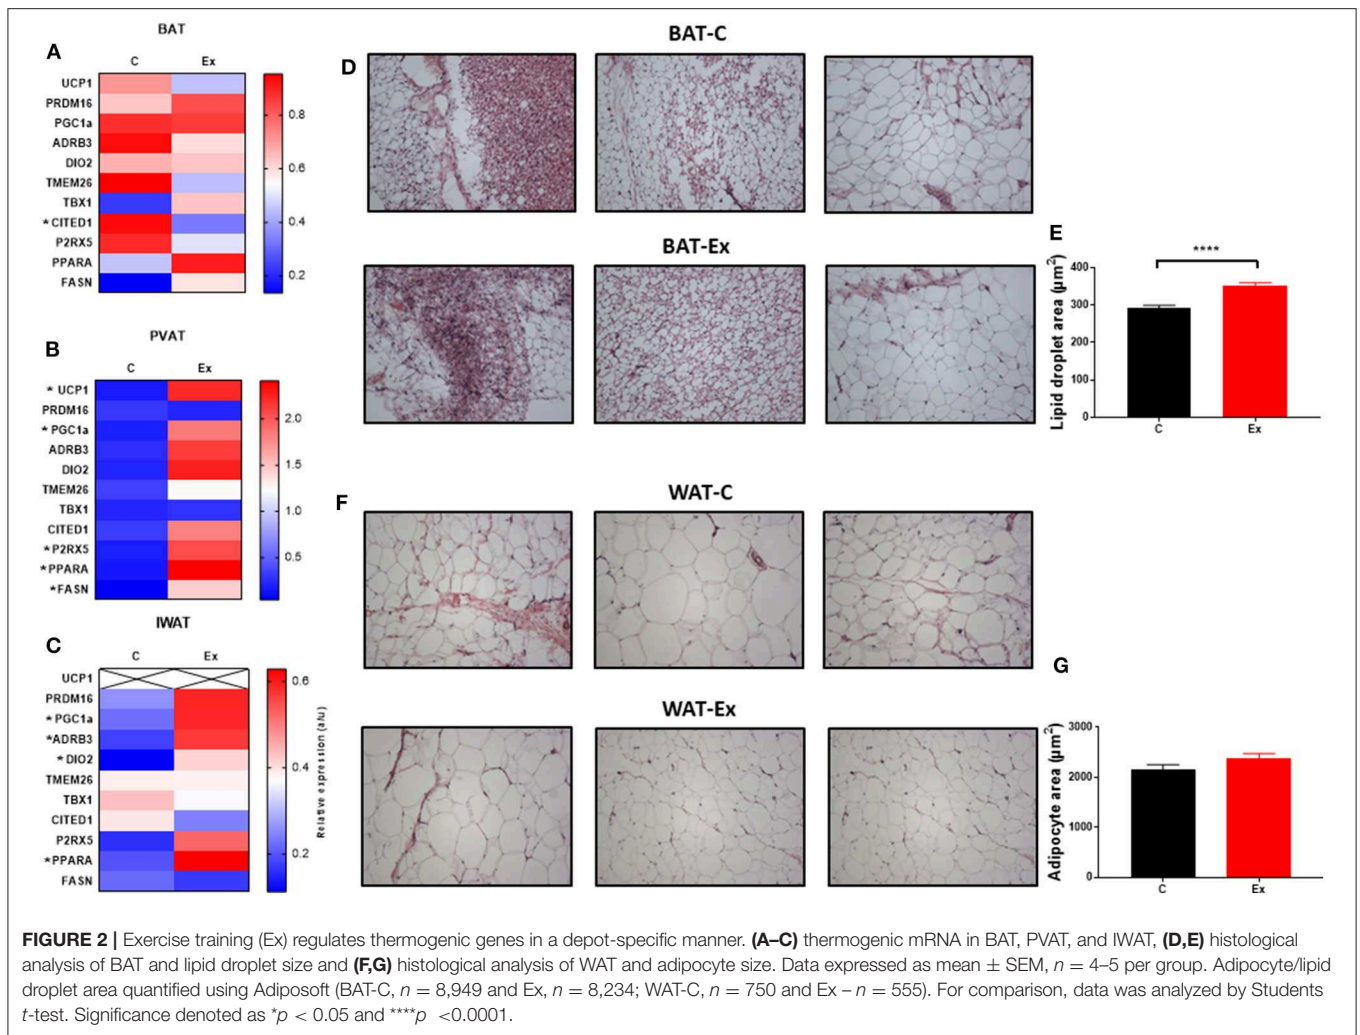 BAT
A
C Ex
UCP1
PRDM16
PGC1a
ADRB3
DIO2
TMEM26
TBX1
*CITED1
P2RX5
PPARA
FASN
0.8
0.6
0.4
0.2
PVAT
B
C Ex
* UCP1
PRDM16
* PGC1a
ADRB3
DIO2
TMEM26
TBX1
CITED1
*P2RX5
*PPARA
*FASN
2.0
1.5
1.0
0.5
IWAT
C
C Ex
UCP1
PRDM16
*PGC1a
*ADRB3
*DIO2
TMEM26
TBX1
CITED1
P2RX5
*PPARA
FASN
0.6
0.2
Relative expression (a/u)
D
BAT-C
BAT-Ex
E
****
Lipid droplet area (µm²)
400
300
200
100
0
C Ex
F
WAT-C
WAT-Ex
G
Adipocyte area (µm²)
3000
2000
1000
0
C Ex
FIGURE 2 | Exercise training (Ex) regulates thermogenic genes in a depot-specific manner. (A–C) thermogenic mRNA in BAT, PVAT, and IWAT, (D,E) histological
analysis of BAT and lipid droplet size and (F,G) histological analysis of WAT and adipocyte size. Data expressed as mean ± SEM, n = 4–5 per group. Adipocyte/lipid
droplet area quantified using Adiposoft (BAT-C, n = 8,949 and Ex, n = 8,234; WAT-C, n = 750 and Ex – n = 555). For comparison, data was analyzed by Students
t-test. Significance denoted as *p < 0.05 and ****p <0.0001.